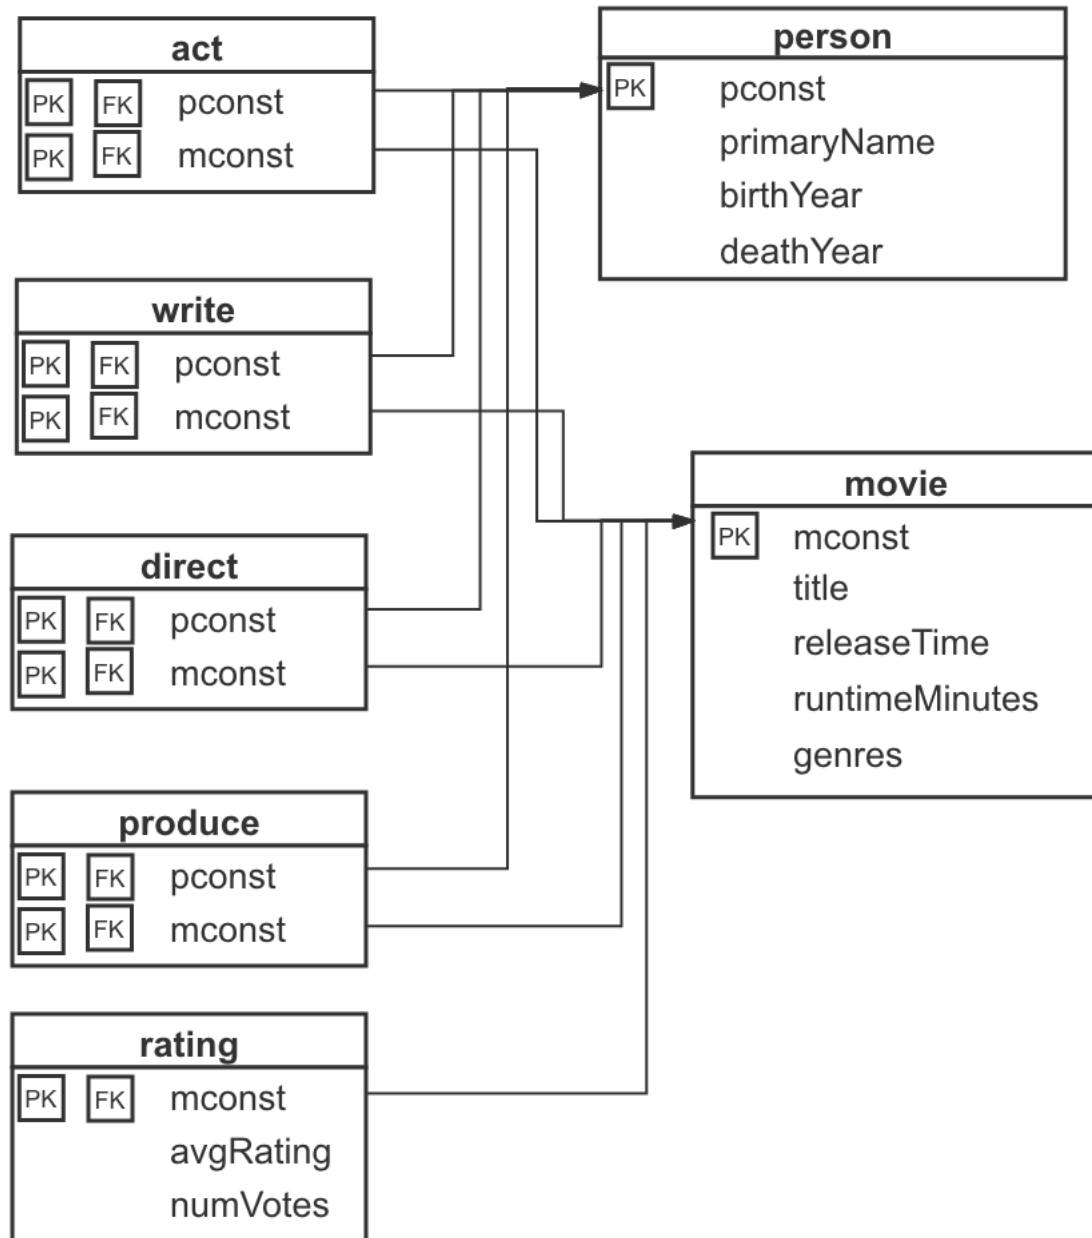 act
PK FK pconst
PK FK mconst
person
PK pconst
primaryName
birthYear
deathYear
write
PK FK pconst
PK FK mconst
movie
PK mconst
title
releaseTime
runtimeMinutes
genres
direct
PK FK pconst
PK FK mconst
produce
PK FK pconst
PK FK mconst
rating
PK FK mconst
avgRating
numVotes